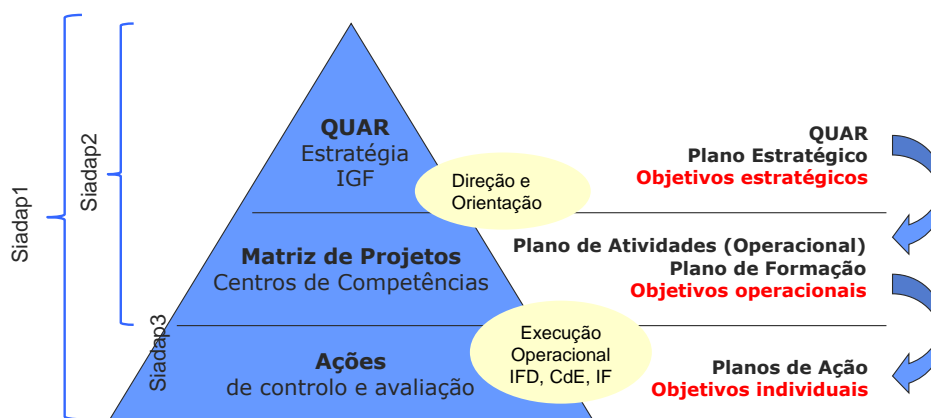 Siadap1
Siadap2
Siadap3
QUAR
Estratégia
IGF
Direção e
Orientação
QUAR
Plano Estratégico
Objetivos estratégicos
Matriz de Projetos
Centros de Competências
Plano de Atividades (Operacional)
Plano de Formação
Objetivos operacionais
Execução
Operacional
IFD, CdE, IF
Ações
de controlo e avaliação
Planos de Ação
Objetivos individuais